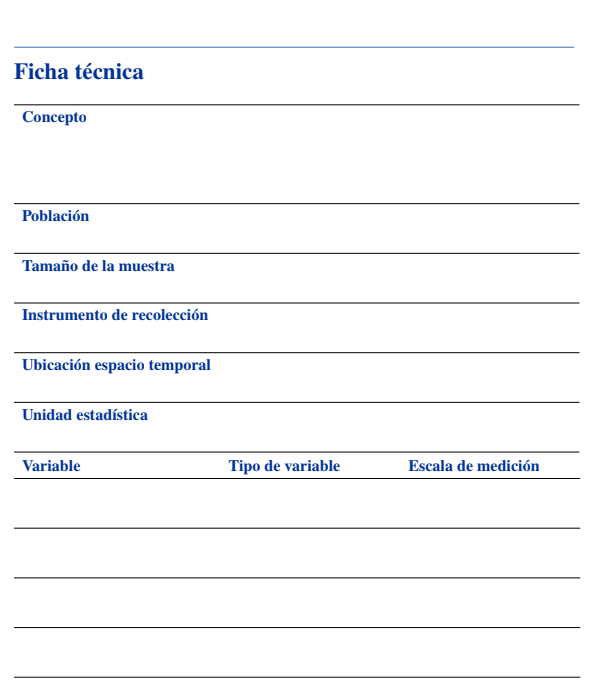 Ficha técnica
Concepto
Población
Tamaño de la muestra
Instrumento de recolección
Ubicación espacio temporal
Unidad estadística
Variable Tipo de variable Escala de medición